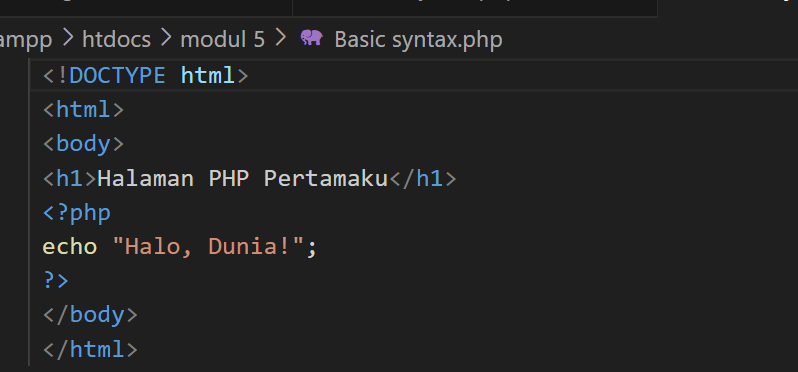 ampp > htdocs > modul 5 > Basic syntax.php
<!DOCTYPE html>
<html>
<body>
<h1>Halaman PHP Pertamaku</h1>
<?php
echo "Halo, Dunia!";
?>
</body>
</html>